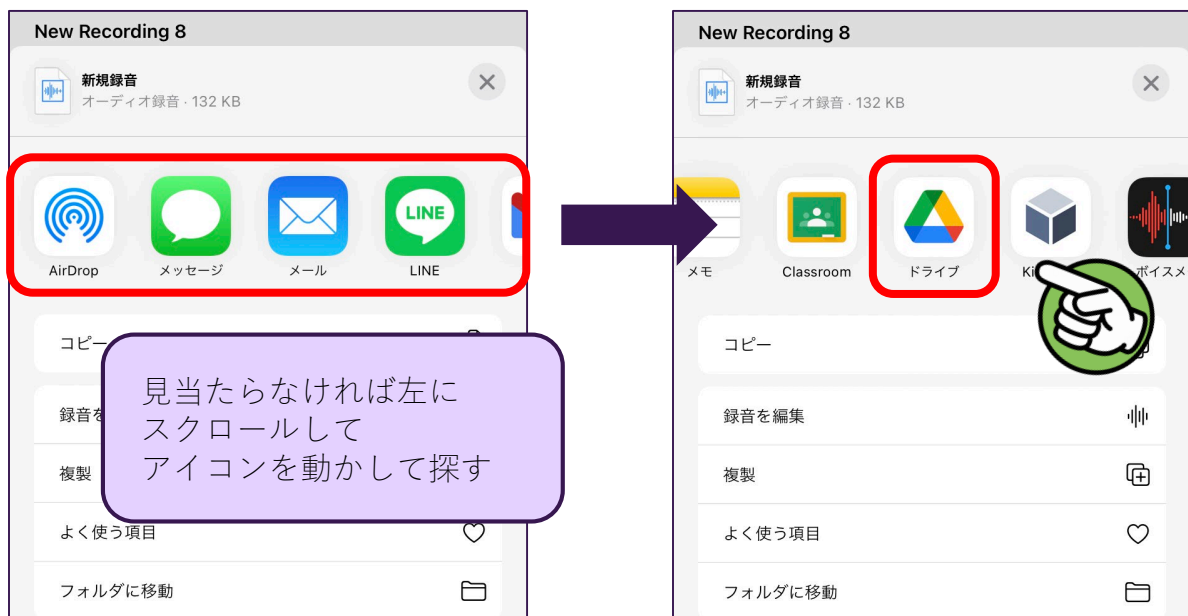 New Recording 8
新規録音
オーディオ録音・132 KB
AirDrop
メッセージ
メール
LINE
LINE
コピー
見当たらなければ左に
スクロールして
アイコンを動かして探す
録音を
複製
よく使う項目
フォルダに移動
New Recording 8
新規録音
オーディオ録音・132 KB
メモ
Classroom
ドライブ
Ki
ボイスメ
コピー
録音を編集
複製
よく使う項目
フォルダに移動